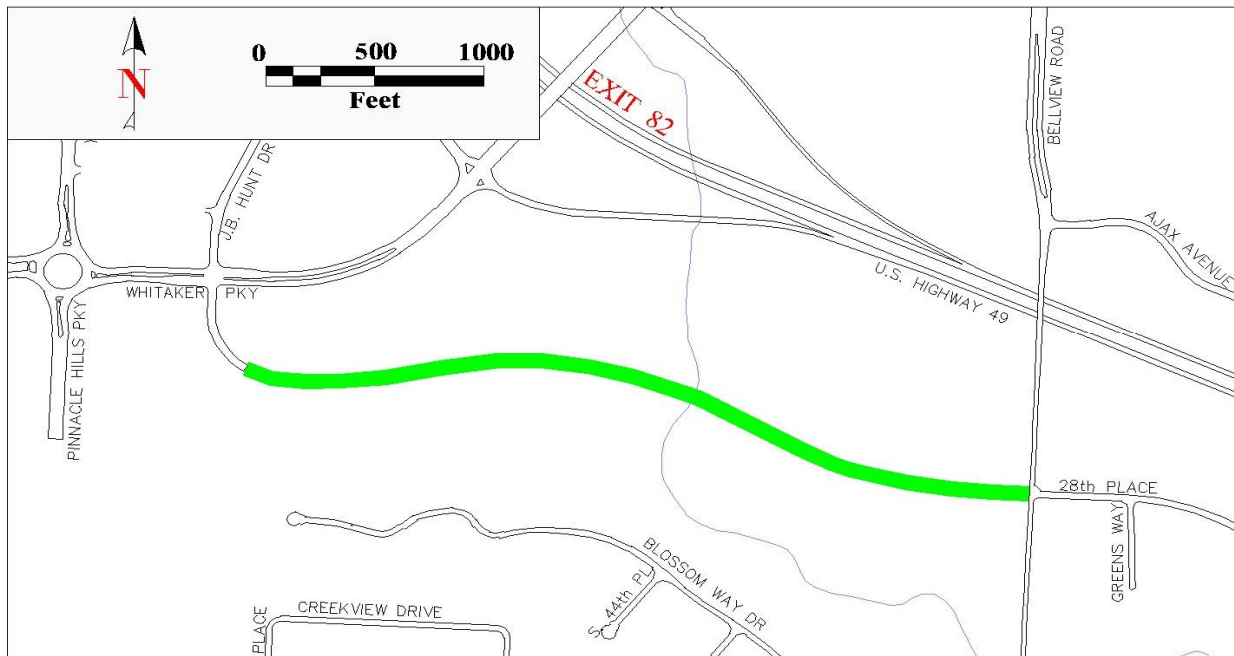 0 500 1000
Feet
N
EXIT 82
BELLVIEW ROAD
J.B. HUNT DR
AJAX AVENUE
U.S. HIGHWAY 49
WHITAKER PKY
PINNACLE HILLS PKY
28th PLACE
GREENS WAY
BLOSSOM WAY DR
S. 44th PL
CREEKVIEW DRIVE
PLACE